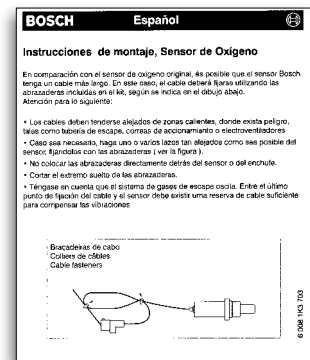 BOSCH Español
Instrucciones de montaje, Sensor de Oxígeno
En comparación con el sensor de oxígeno original, és posible que el sensor Bosch
tenga un cable más largo. En este caso, el cable deberá fijarse utilizando las
abrazaderas incluidas en el kit, según se indica en el dibujo abajo.
Atención para lo siguiente:
• Los cables deben tenderse alejados de zonas calientes, donde exista peligro,
tales como tubería de escape, correas de accionamiento o electroventiladores
• Caso sea necesario, haga uno o varios lazos tan alejados como sea posible del
sensor, fijándolos con las abrazaderas ( ver la figura ).
• No colocar las abrazaderas directamente detrás del sensor o del enchufe.
• Cortar el extremo suelto de las abrazaderas.
• Téngase en cuenta que el sistema de gases de escape oscila. Entre el último
punto de fijación del cable y el sensor debe existir una reserva de cable suficiente
para compensar las vibraciones
Braçadeiras de cabo
Colliers de câbles
Cable fasteners
6 008 1K3 703